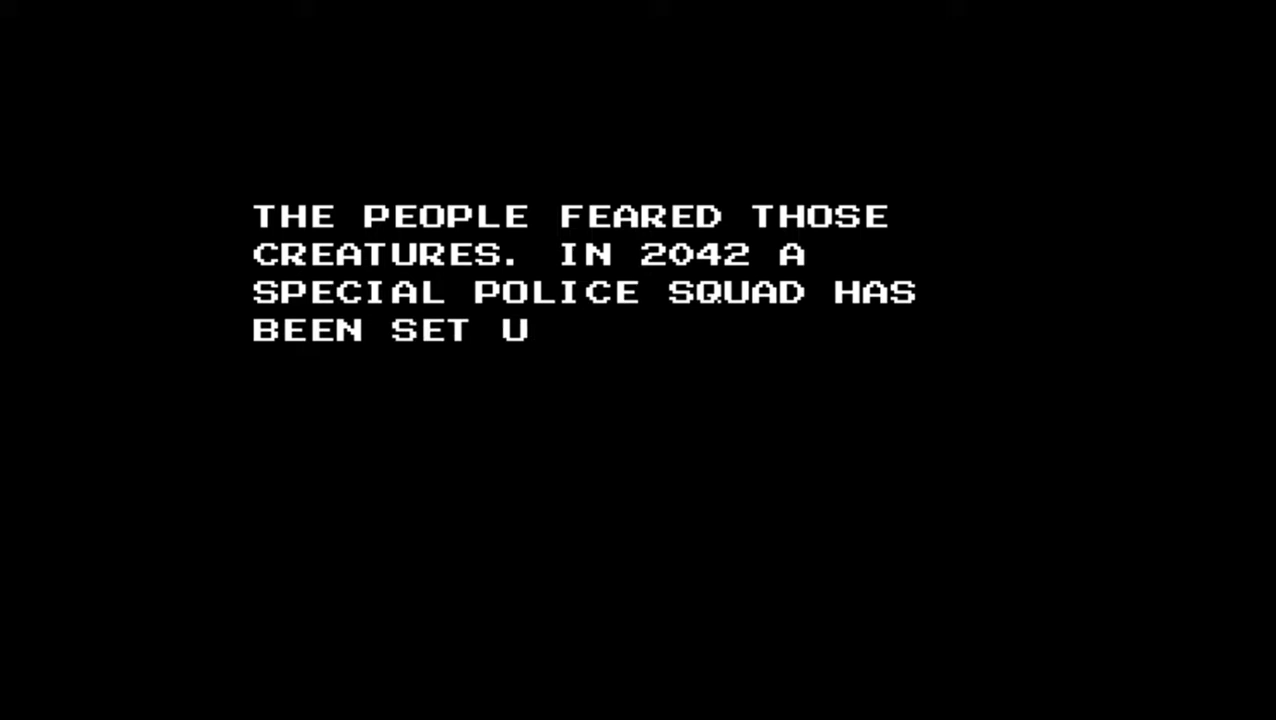 THE PEOPLE FEARED THOSE
CREATURES. IN 2042 A
SPECIAL POLICE SQUAD HAS
BEEN SET U